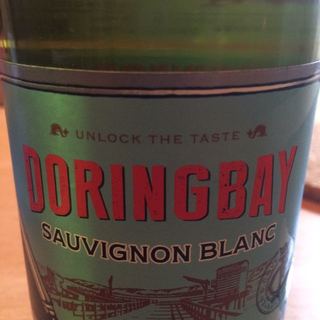 UNLOCK THE TASTE
DORINGBAY
SAUVIGNON BLANC